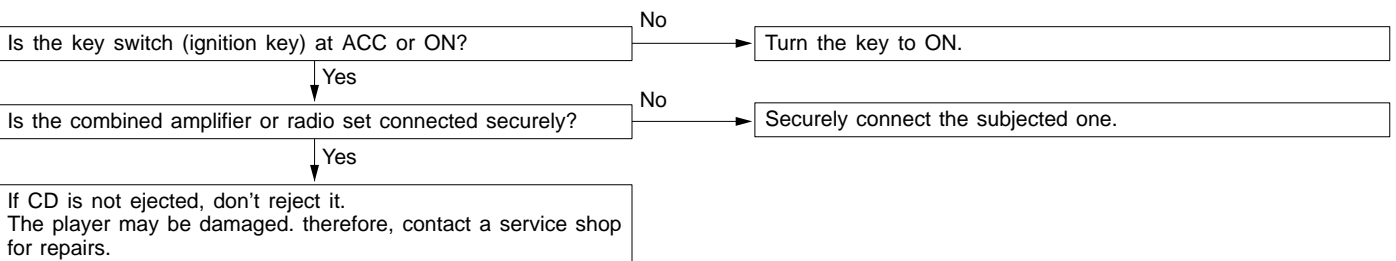 No
Is the key switch (ignition key) at ACC or ON?
Turn the key to ON.
Yes
No
Is the combined amplifier or radio set connected securely?
Securely connect the subjected one.
Yes
If CD is not ejected, don't reject it.
The player may be damaged. therefore, contact a service shop
for repairs.